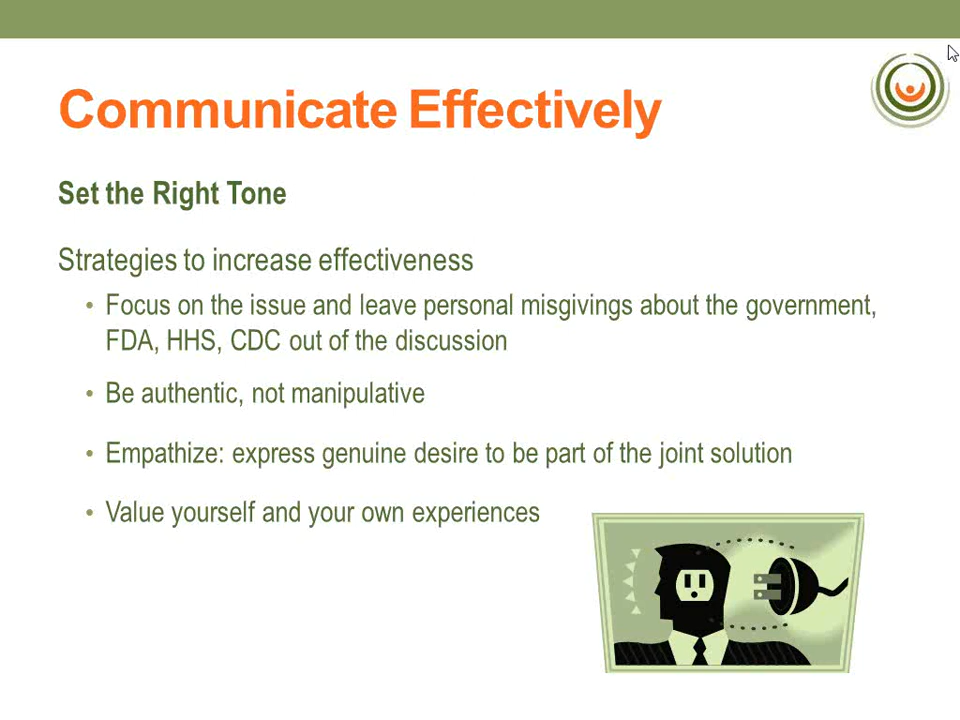 Communicate Effectively
Set the Right Tone
Strategies to increase effectiveness
• Focus on the issue and leave personal misgivings about the government,
FDA, HHS, CDC out of the discussion
• Be authentic, not manipulative
• Empathize: express genuine desire to be part of the joint solution
• Value yourself and your own experiences